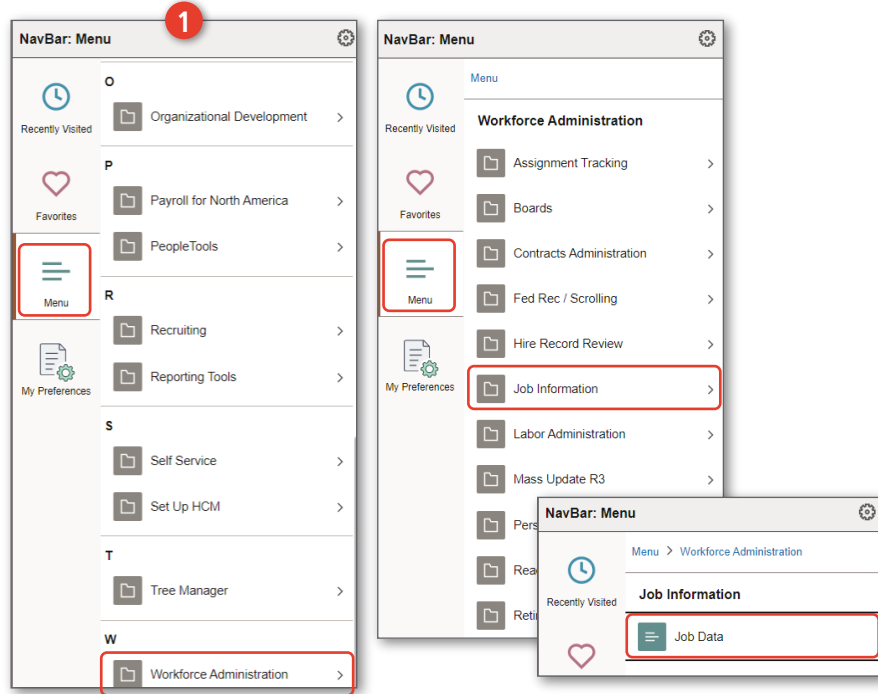 1
NavBar: Menu
Recently Visited
Favorites
Menu
My Preferences
O
Organizational Development
P
Payroll for North America
PeopleTools
R
Recruiting
Reporting Tools
S
Self Service
Set Up HCM
T
Tree Manager
W
Workforce Administration
NavBar: Menu
Recently Visited
Favorites
Menu
My Preferences
Menu
Workforce Administration
Assignment Tracking
Boards
Contracts Administration
Fed Rec / Scrolling
Hire Record Review
Job Information
Labor Administration
Mass Update R3
Pers
Rea
Reti
NavBar: Menu
Recently Visited
Menu > Workforce Administration
Job Information
Job Data